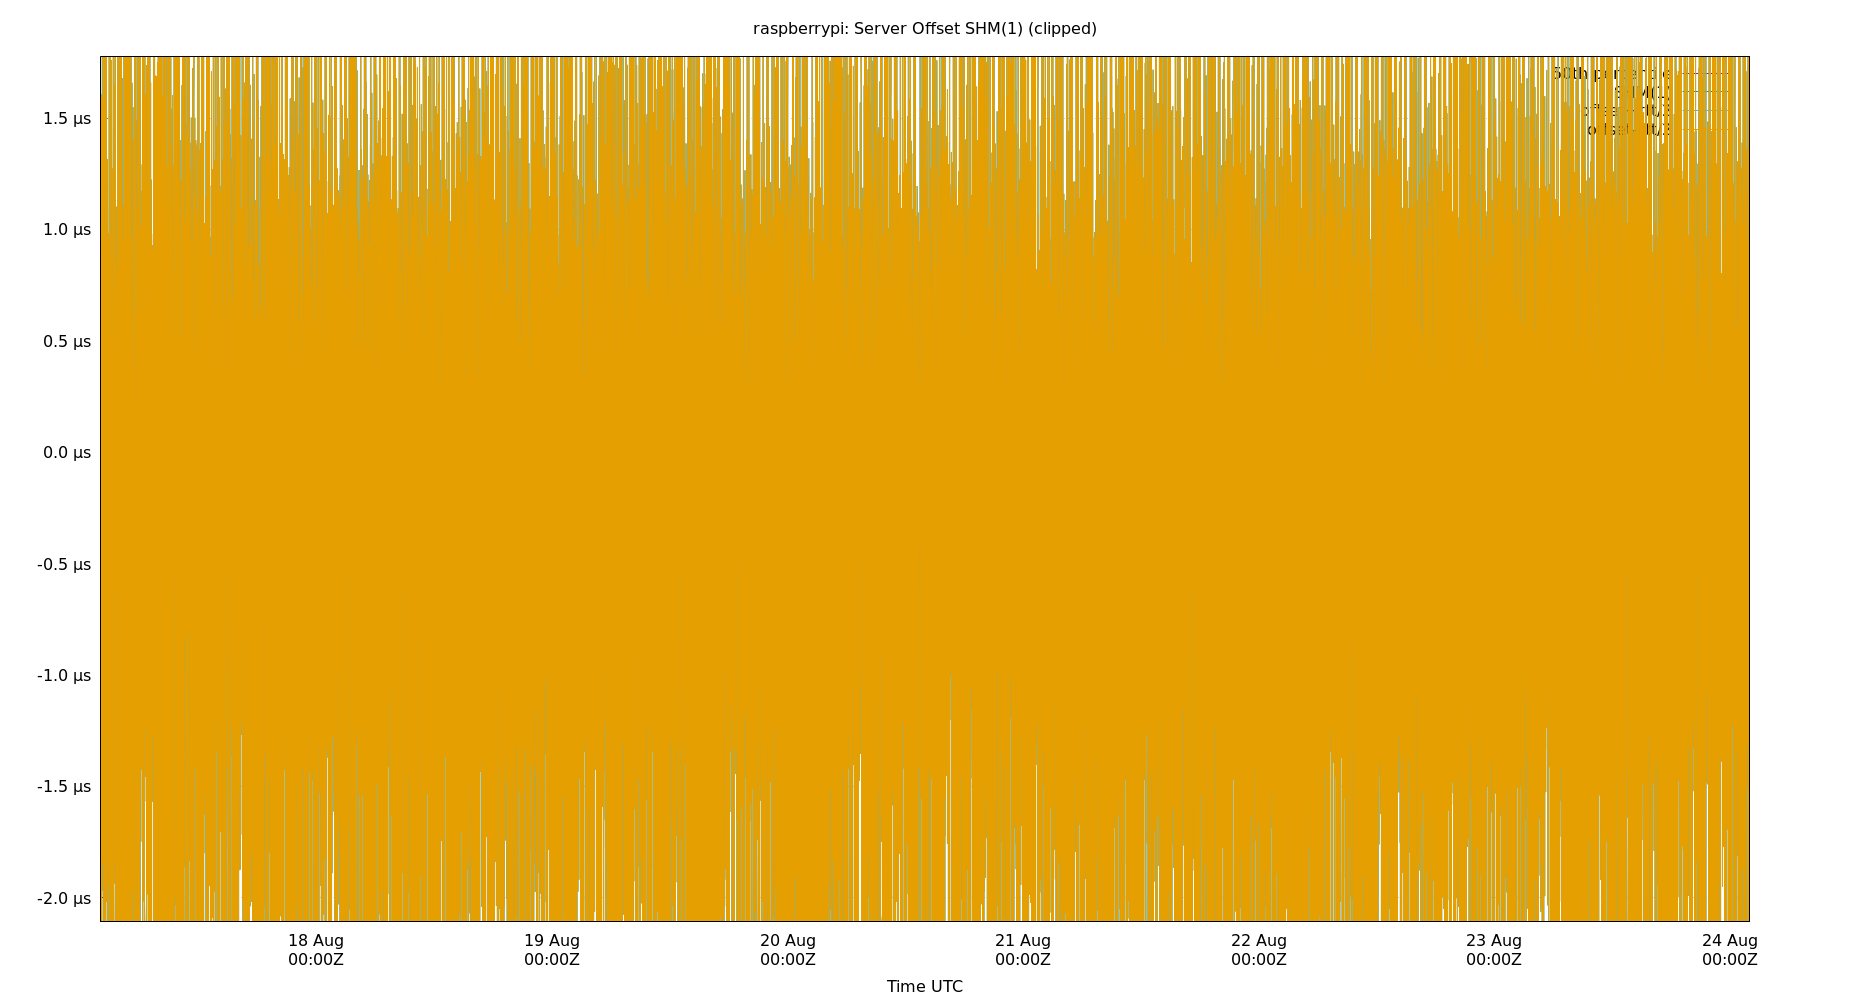 raspberrypi: Server Offset SHM(1) (clipped)
1.5 µs
1.0 µs
0.5 µs
0.0 µs
-0.5 µs
-1.0 µs
-1.5 µs
-2.0 µs
18 Aug 19 Aug 20 Aug 21 Aug 22 Aug 23 Aug 24 Aug
00:00Z 00:00Z 00:00Z 00:00Z 00:00Z 00:00Z 00:00Z
Time UTC